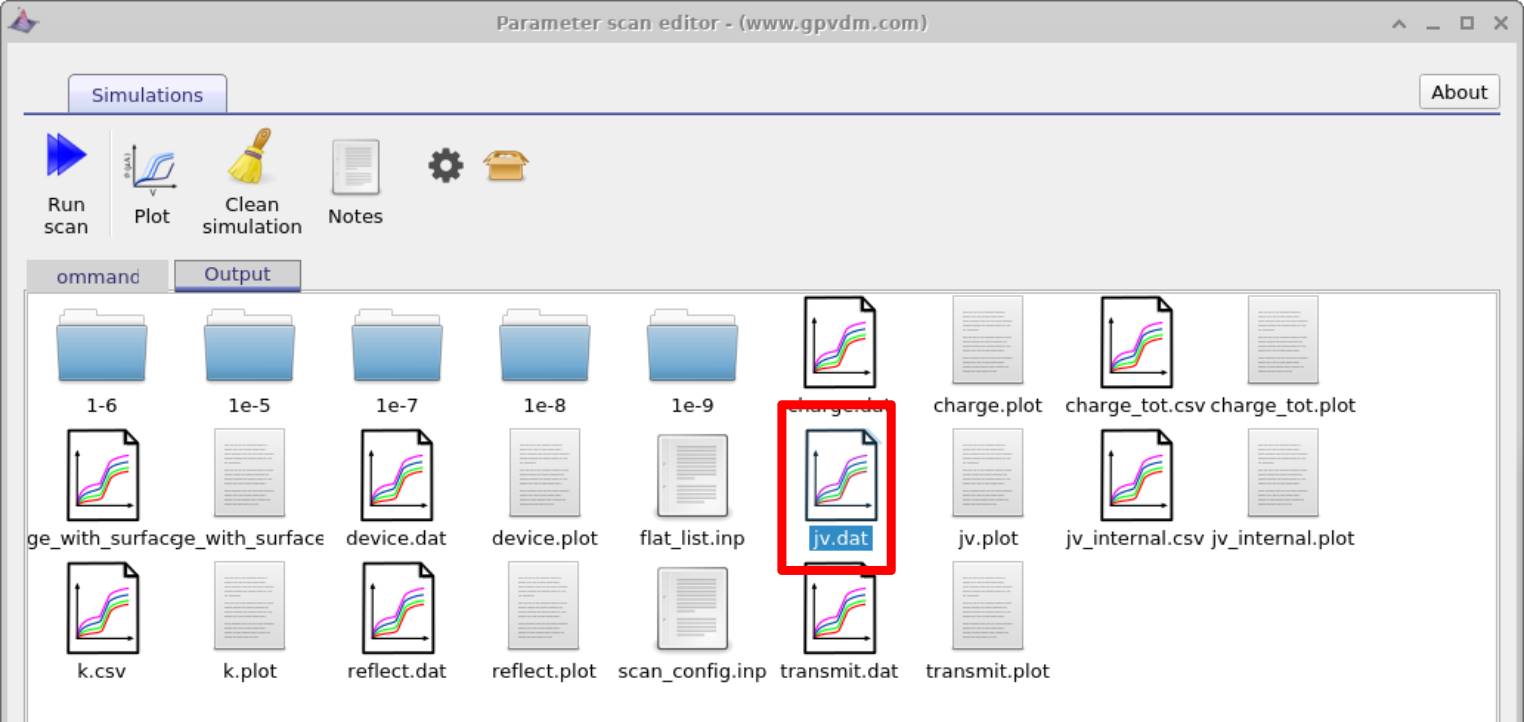 Parameter scan editor - (www.gpvdm.com)
Simulations
About
σ (μA)
V
Run
scan
Plot
Clean
simulation
Notes
ommand
Output
1-6
1e-5
1e-7
1e-8
1e-9
charge.dat
charge.plot
charge_tot.csv
charge_tot.plot
ge_with_surfac
ge_with_surface
device.dat
device.plot
flat_list.inp
jv.dat
jv.plot
jv_internal.csv
jv_internal.plot
k.csv
k.plot
reflect.dat
reflect.plot
scan_config.inp
transmit.dat
transmit.plot